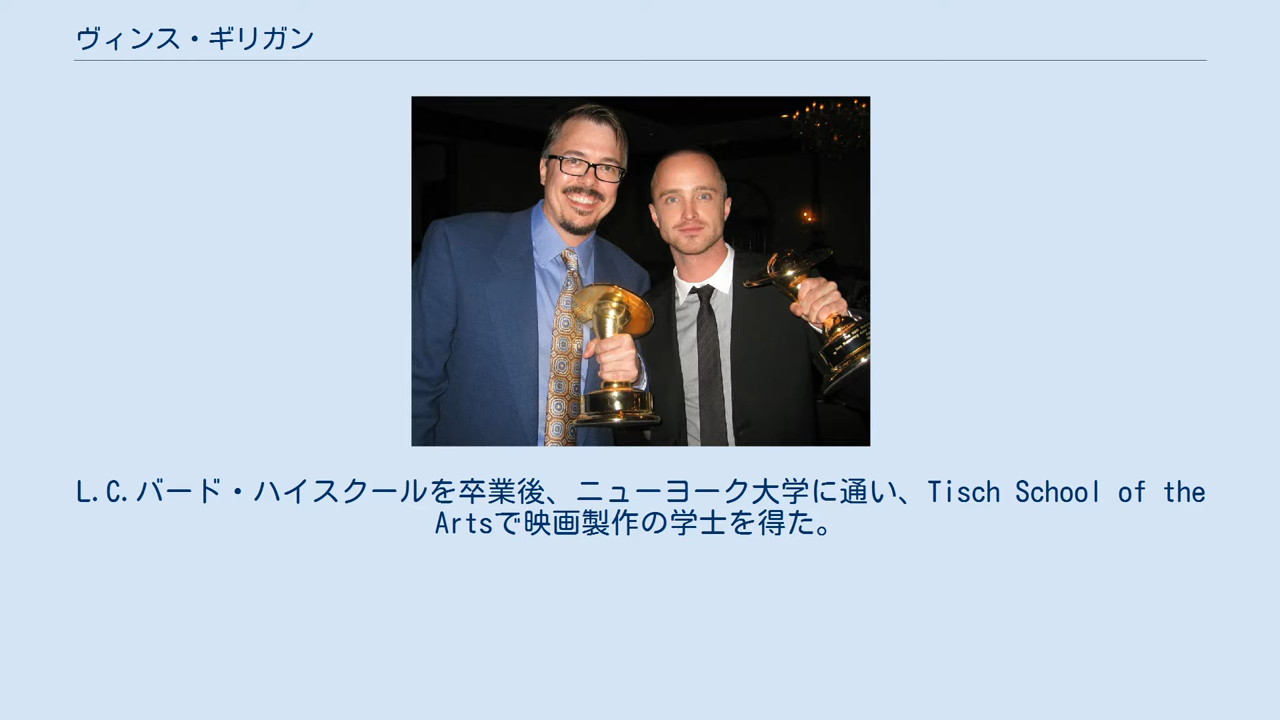 ヴィンス・ギリガン
L.C.バード・ハイスクールを卒業後、ニューヨーク大学に通い、Tisch School of the
Artsで映画製作の学士を得た。